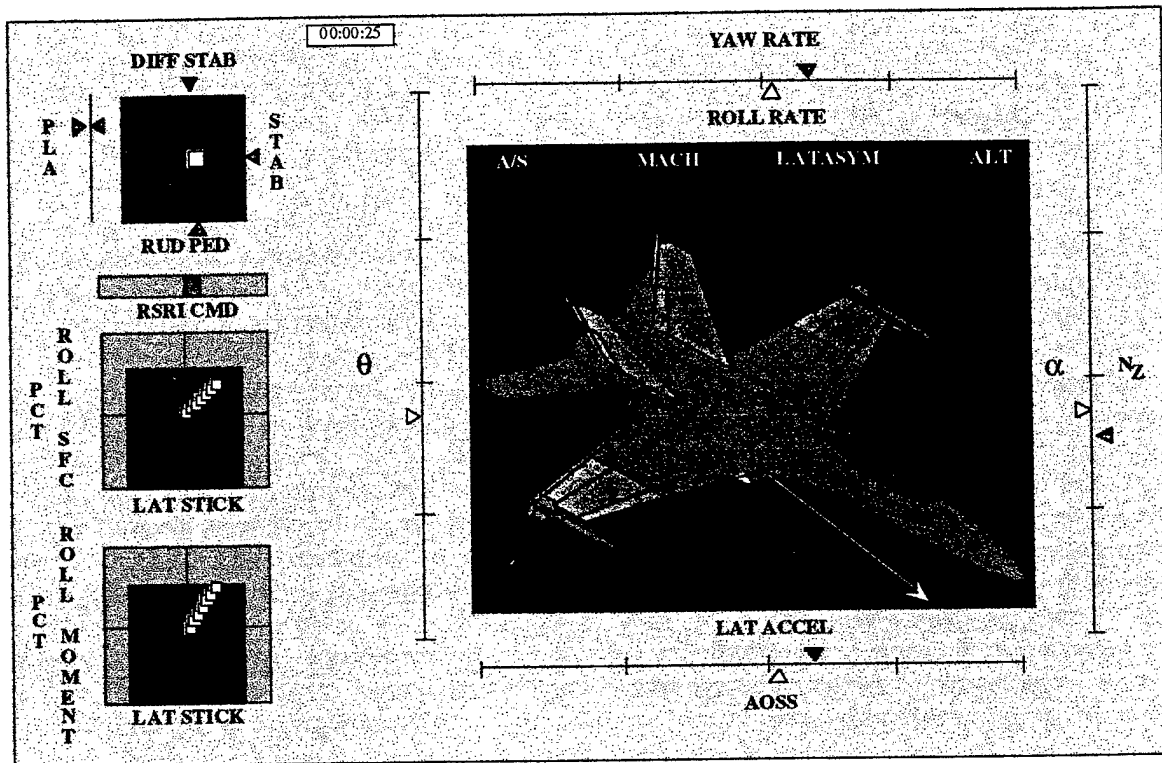 00:00:25
DIFF STAB
PLA
STAB
RUD PED
RSRI CMD
PCT
ROLL SFC
LAT STICK
PCT
ROLL MOMENT
LAT STICK
YAW RATE
ROLL RATE
A/S MACH LATASYM ALT
θ
α
NZ
LAT ACCEL
AOSS